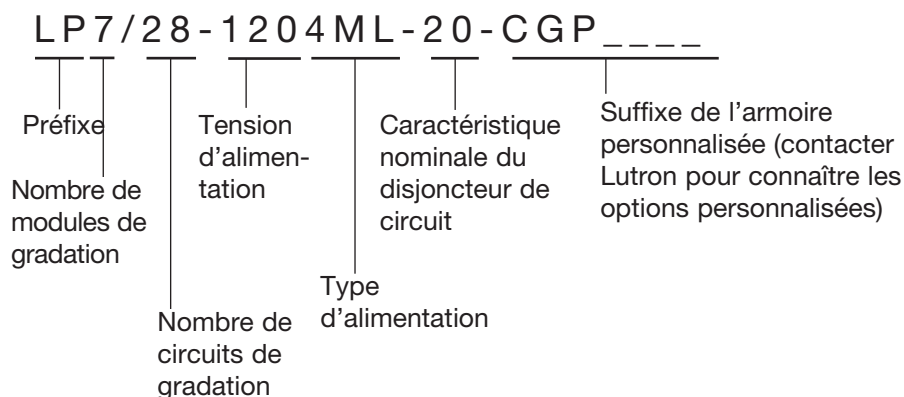 LP7/28-1204ML-20-CGP____
Préfixe
Nombre de
modules de
gradation
Nombre de
circuits de
gradation
Tension
d’alimen-
tation
Type
d’alimentation
Caractéristique
nominale du
disjoncteur de
circuit
Suffixe de l’armoire
personnalisée (contacter
Lutron pour connaître les
options personnalisées)